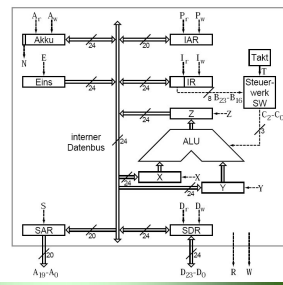 A_r A_w
P_r P_w
Akku
24
20
IAR
Takt
N
E
I_r I_w
T
Eins
24
24
IR
Steuer-
werk
SW
8 B_23-B_16
C_2-C_0
24
Z
Z
3
interner
Datenbus
24
ALU
24
X
X
24
Y
Y
S
D_r D_w
SAR
20
24
SDR
20
24
A_19-A_0
D_23-D_0
R W